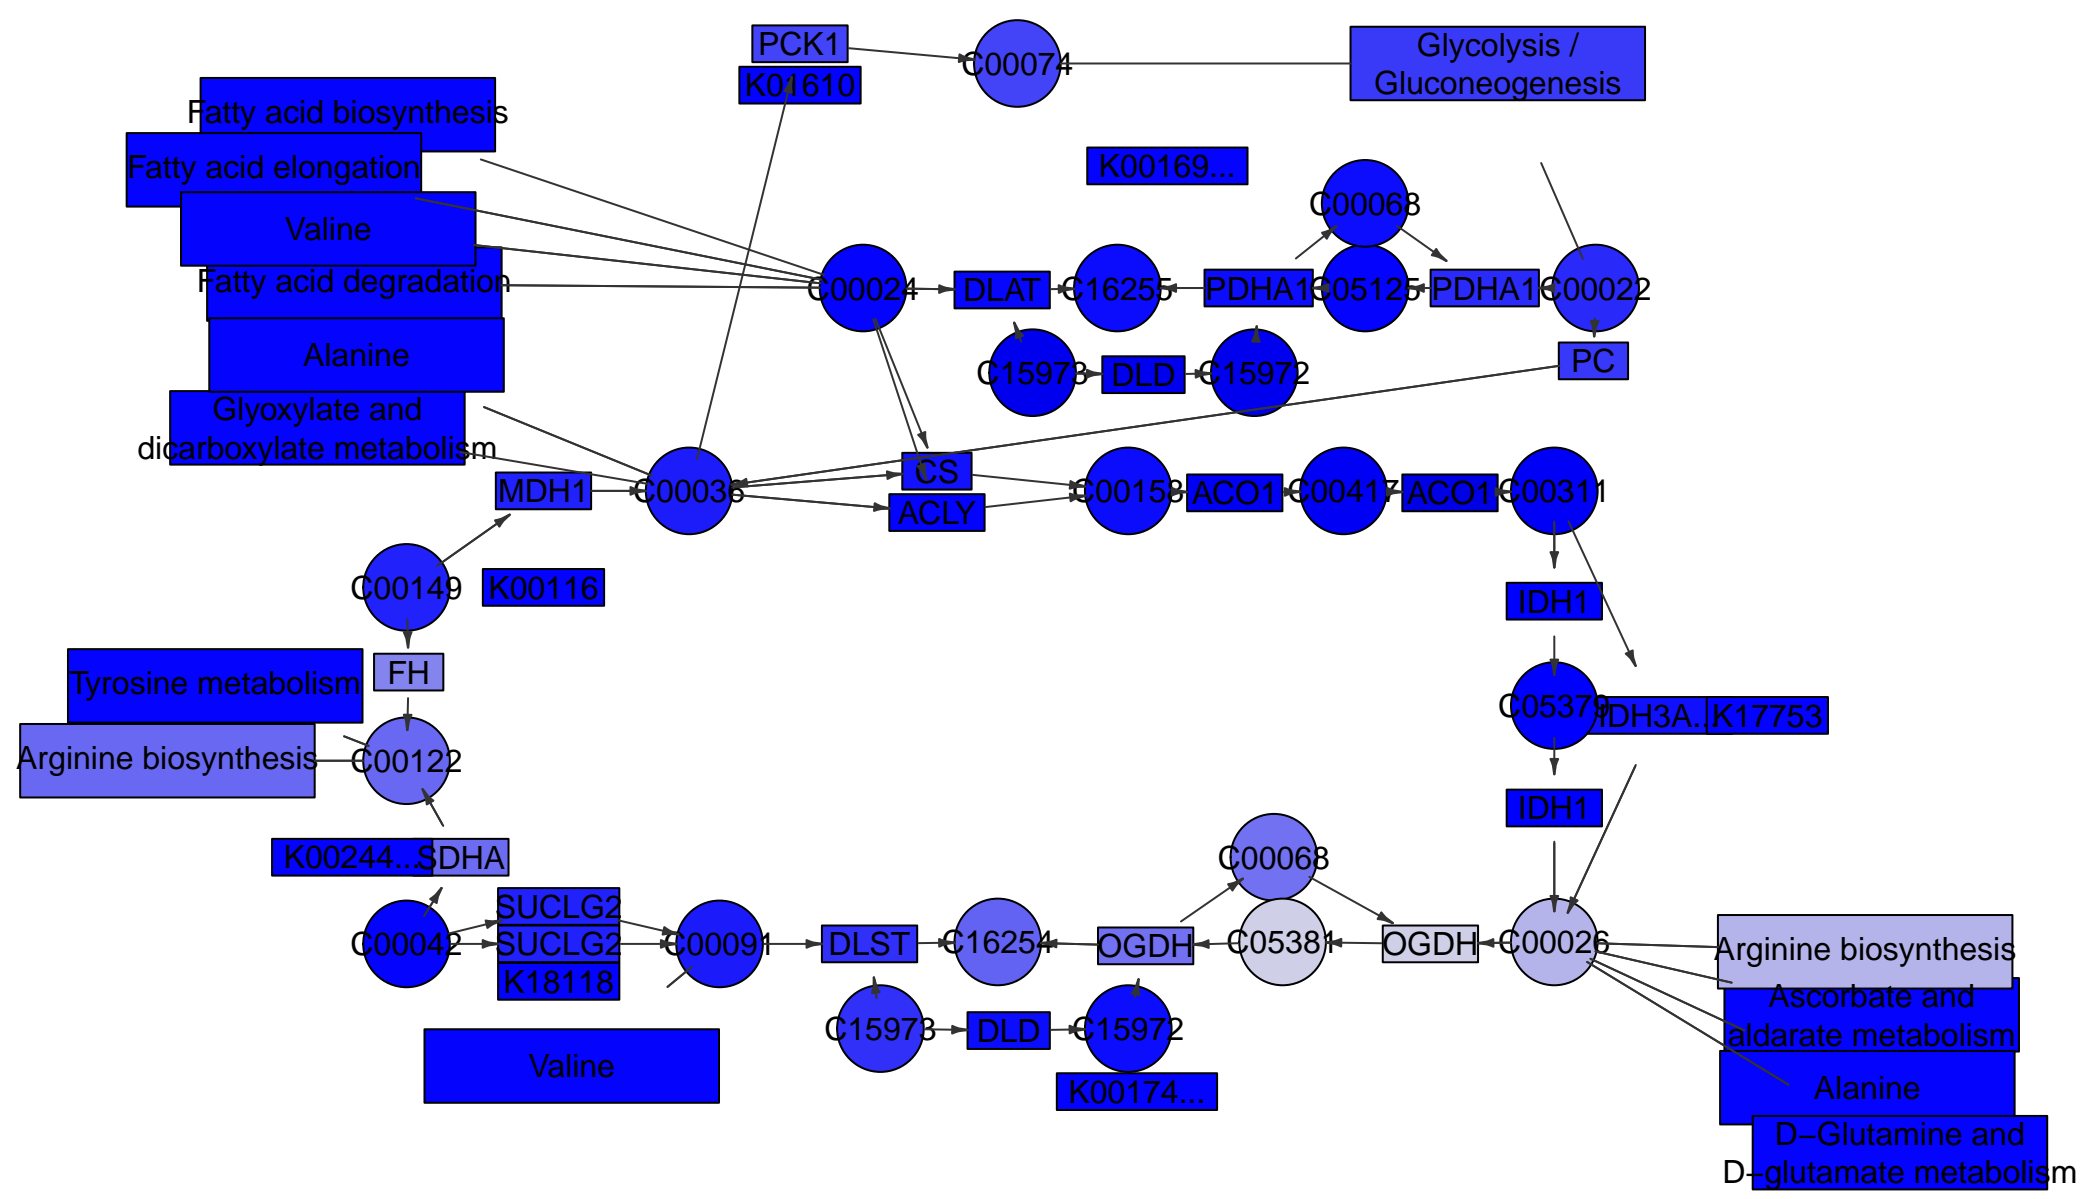 PCK1
C00074
Glycolysis /
Gluconeogenesis
K01610
Fatty acid biosynthesis
Fatty acid elongation
K00169...
C00068
Valine
Fatty acid degradation
C00024
DLAT
C16255
PDHA1
C05125
PDHA1
C00022
Alanine
PC
C15973
DLD
C15972
Glyoxylate and
dicarboxylate metabolism
MDH1
C00036
CS
ACLY
C00158
ACO1
C00417
ACO1
C00311
C00149
K00116
IDH1
FH
Tyrosine metabolism
C05379
IDH3A...
K17753
Arginine biosynthesis
C00122
IDH1
K00244...
SDHA
C00068
SUCLG2
C00042
SUCLG2
C00091
DLST
C16254
OGDH
C05381
OGDH
C00026
Arginine biosynthesis
K18118
Ascorbate and
aldarate metabolism
C15973
DLD
C15972
Valine
K00174...
Alanine
D−Glutamine and
D−glutamate metabolism